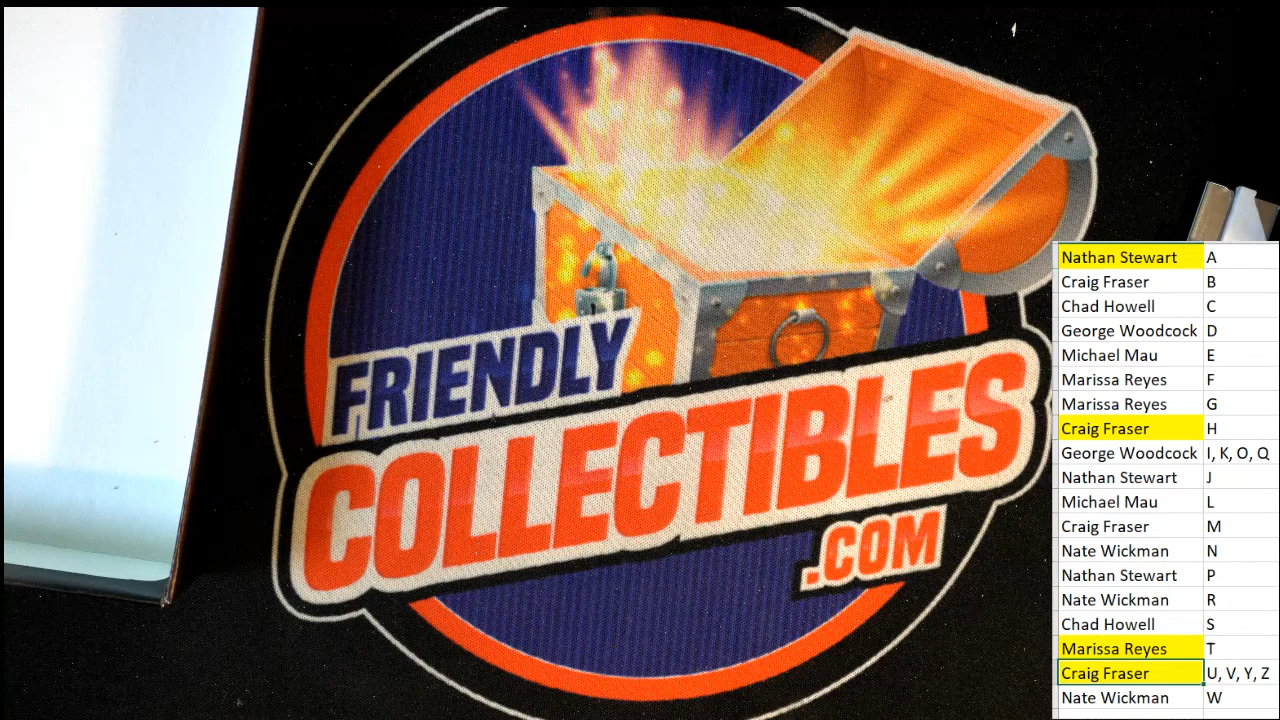 FRIENDLY
COLLECTIBLES
.COM
Nathan Stewart A
Craig Fraser B
Chad Howell C
George Woodcock D
Michael Mau E
Marissa Reyes F
Marissa Reyes G
Craig Fraser H
George Woodcock I, K, O, Q
Nathan Stewart J
Michael Mau L
Craig Fraser M
Nate Wickman N
Nathan Stewart P
Nate Wickman R
Chad Howell S
Marissa Reyes T
Craig Fraser U, V, Y, Z
Nate Wickman W